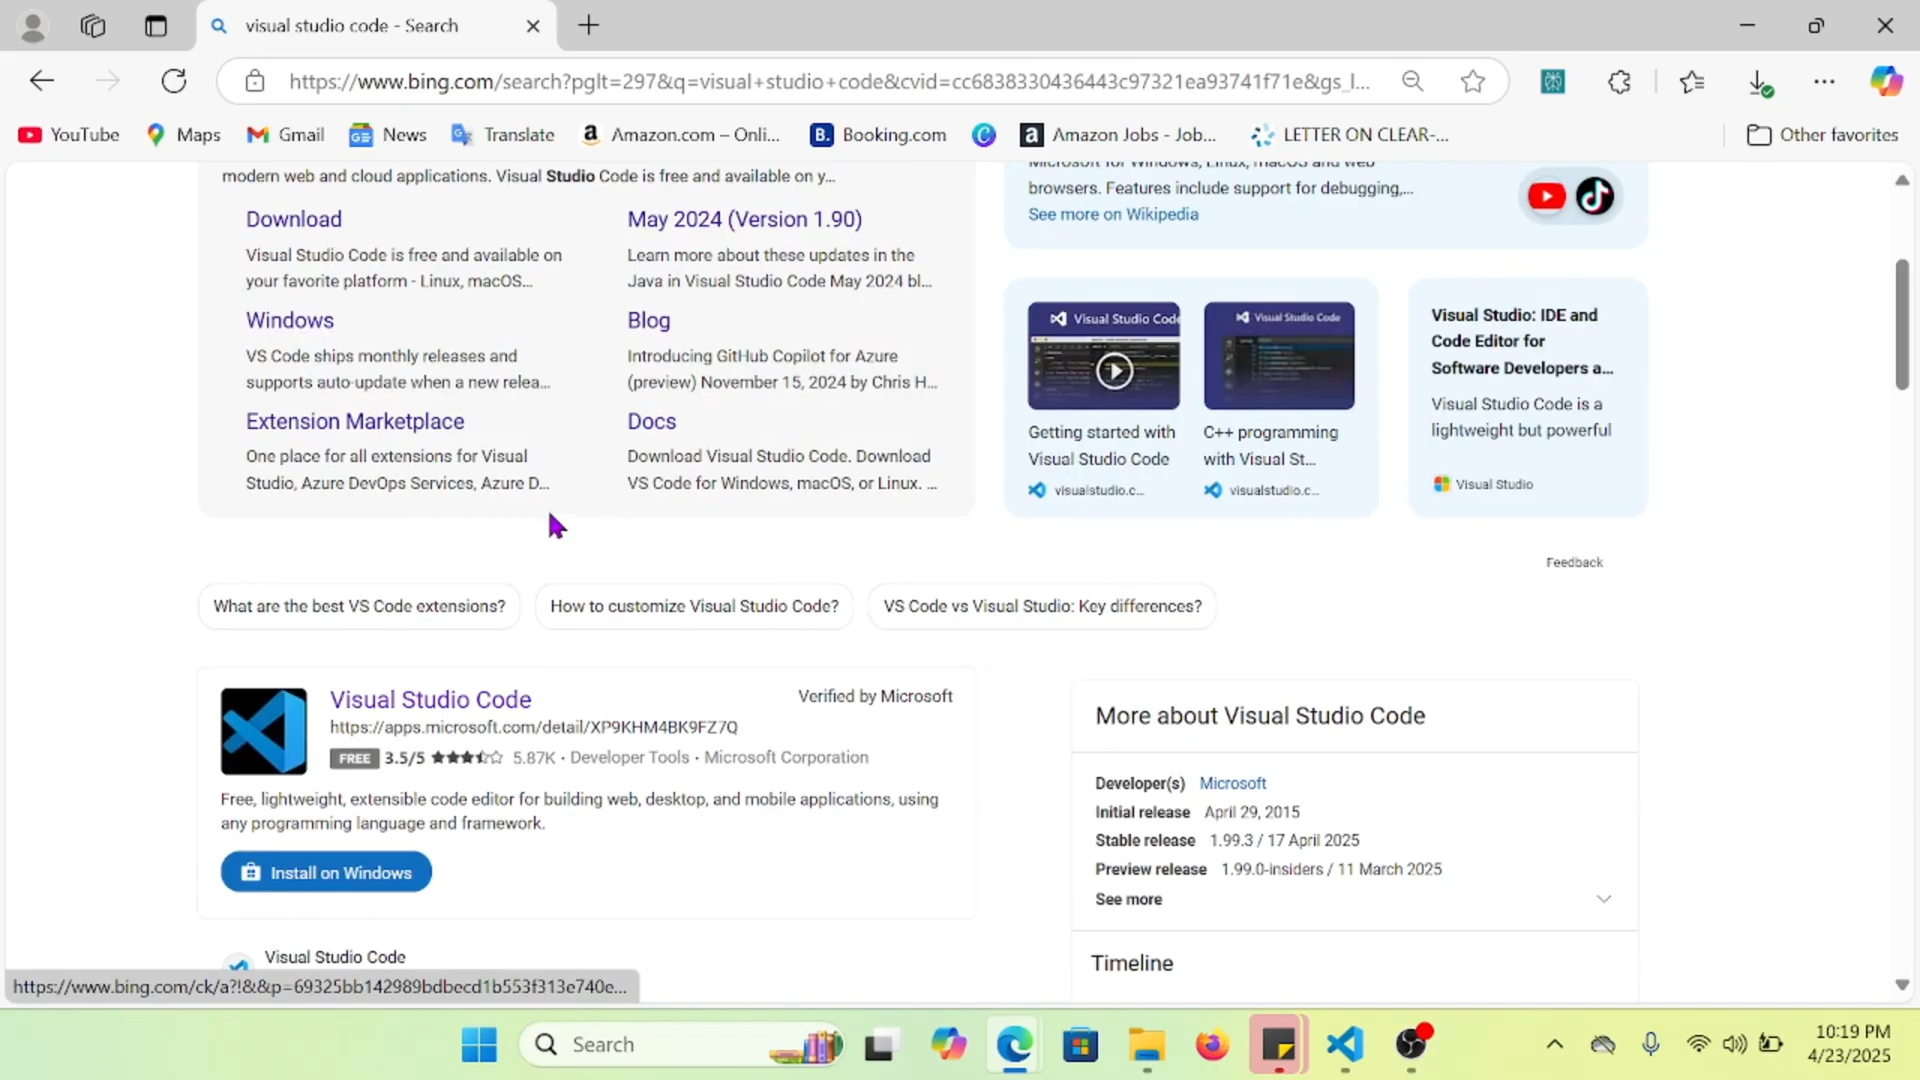 visual studio code - Search
https://www.bing.com/search?pglt=297&q=visual+studio+code&cvid=cc6838330436443c97321ea93741f71e&gs_l...
YouTube
Maps
Gmail
News
Translate
Amazon.com – Onli...
Booking.com
Amazon Jobs - Job...
LETTER ON CLEAR-...
Other favorites
modern web and cloud applications. Visual Studio Code is free and available on y...
Download
Visual Studio Code is free and available on
your favorite platform - Linux, macOS...
May 2024 (Version 1.90)
Learn more about these updates in the
Java in Visual Studio Code May 2024 bl...
Windows
VS Code ships monthly releases and
supports auto-update when a new relea...
Blog
Introducing GitHub Copilot for Azure
(preview) November 15, 2024 by Chris H...
Extension Marketplace
One place for all extensions for Visual
Studio, Azure DevOps Services, Azure D...
Docs
Download Visual Studio Code. Download
VS Code for Windows, macOS, or Linux. ...
Microsoft for Windows, Linux, macOS and web
browsers. Features include support for debugging,...
See more on Wikipedia
Visual Studio Code
Getting started with
Visual Studio Code
visualstudio.c...
Visual Studio Code
C++ programming
with Visual St...
visualstudio.c...
Visual Studio: IDE and
Code Editor for
Software Developers a...
Visual Studio Code is a
lightweight but powerful
Visual Studio
Feedback
What are the best VS Code extensions?
How to customize Visual Studio Code?
VS Code vs Visual Studio: Key differences?
Visual Studio Code
Verified by Microsoft
https://apps.microsoft.com/detail/XP9KHM4BK9FZ7Q
FREE 3.5/5 5.87K · Developer Tools · Microsoft Corporation
Free, lightweight, extensible code editor for building web, desktop, and mobile applications, using
any programming language and framework.
Install on Windows
Visual Studio Code
More about Visual Studio Code
Developer(s) Microsoft
Initial release April 29, 2015
Stable release 1.99.3 / 17 April 2025
Preview release 1.99.0-insiders / 11 March 2025
See more
Timeline
https://www.bing.com/ck/a?!&&p=69325bb142989bdbecd1b553f313e740e...
Search
10:19 PM
4/23/2025